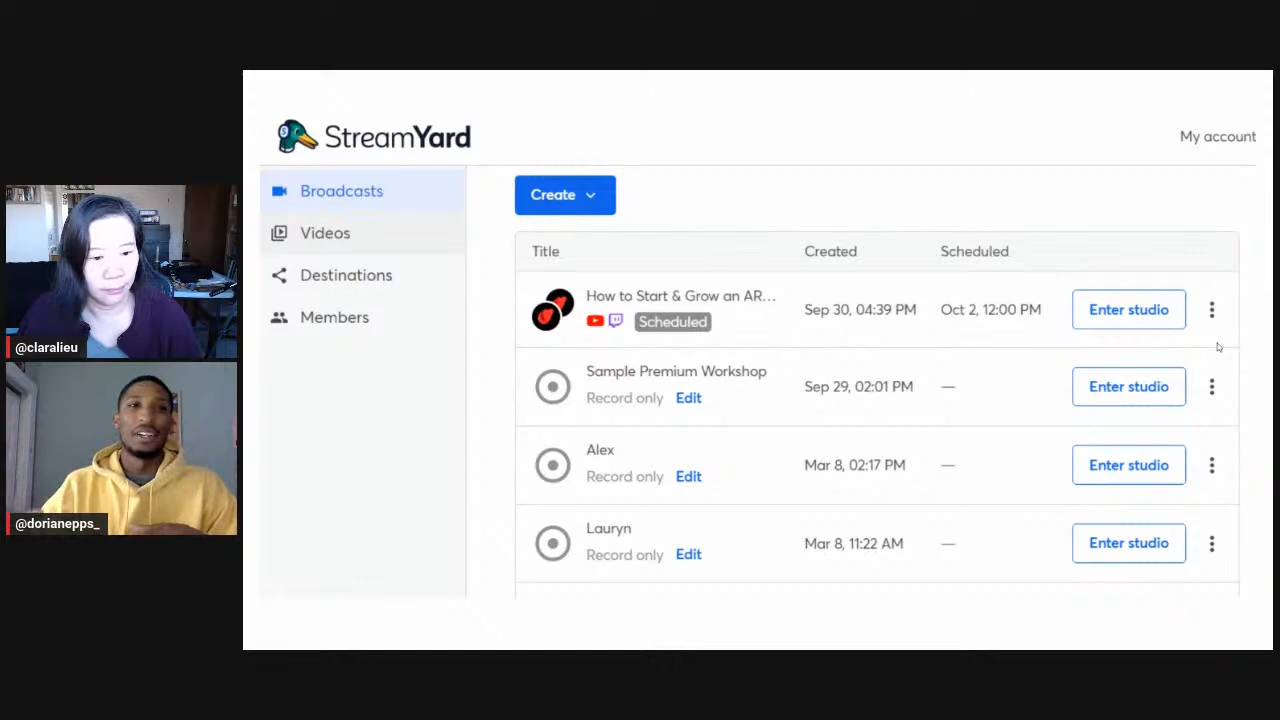 StreamYard
My account
Broadcasts
Videos
Destinations
Members
Create
Title Created Scheduled
How to Start & Grow an AR...
Scheduled
Sep 30, 04:39 PM Oct 2, 12:00 PM Enter studio
Sample Premium Workshop
Record only Edit
Sep 29, 02:01 PM — Enter studio
Alex
Record only Edit
Mar 8, 02:17 PM — Enter studio
Lauryn
Record only Edit
Mar 8, 11:22 AM — Enter studio
@claralieu
@dorianepps_